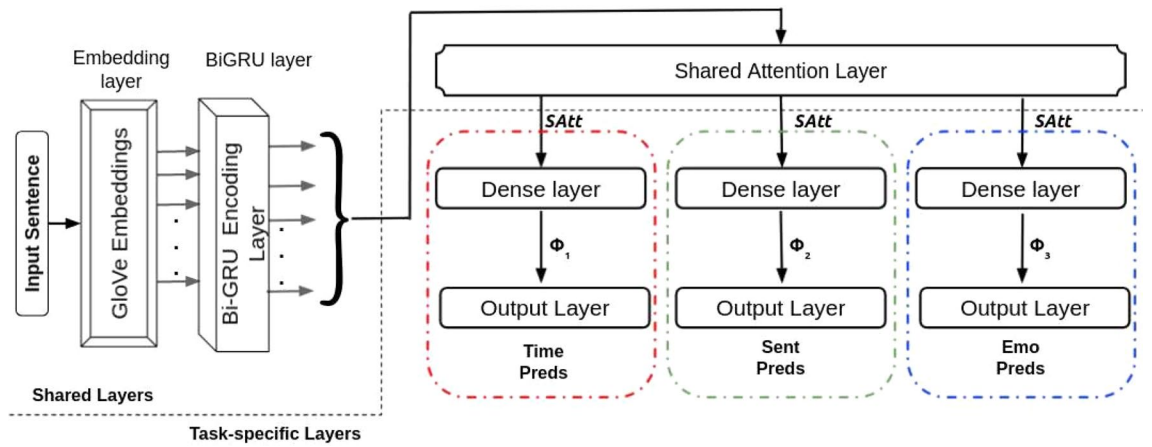 Embedding
layer
BiGRU layer
Input Sentence
GloVe Embeddings
Bi-GRU Encoding
Layer
Shared Attention Layer
SAtt
SAtt
SAtt
Dense layer
Dense layer
Dense layer
Φ₁
Φ₂
Φ₃
Output Layer
Output Layer
Output Layer
Time
Preds
Sent
Preds
Emo
Preds
Shared Layers
Task-specific Layers